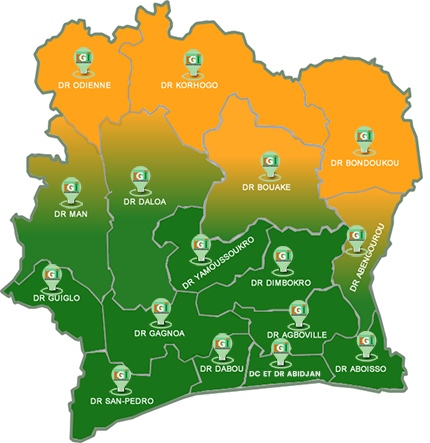 G
DR ODIENNE
G
DR KORHOGO
G
DR BONDOUKOU
G
DR MAN
G
DR DALOA
G
DR BOUAKE
G
DR YAMOUSSOUKRO
G
DR DIMBOKRO
G
DR ABENGOUROU
G
DR GUIGLO
G
DR GAGNOA
G
DR AGBOVILLE
G
DR SAN-PEDRO
G
DR DABOU
G
DC ET DR ABIDJAN
G
DR ABOISSO